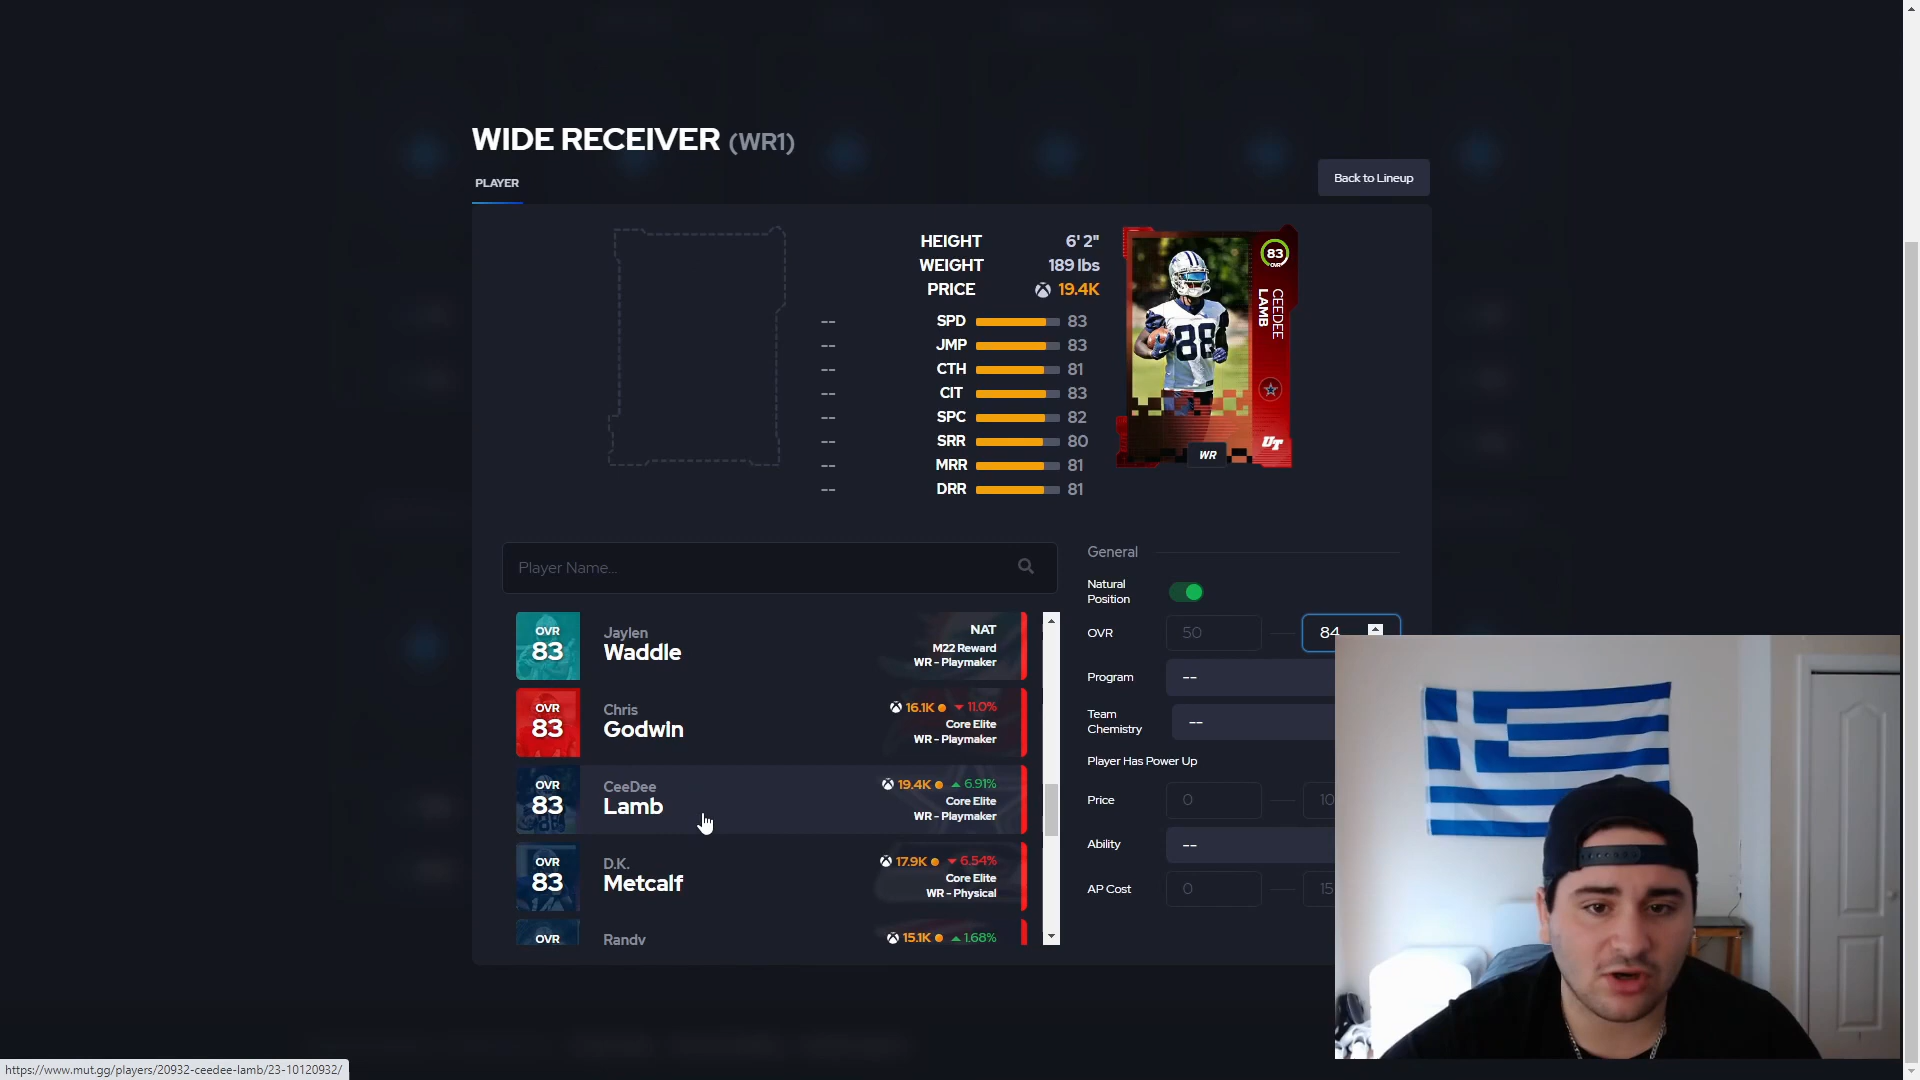 WIDE RECEIVER (WR1)
PLAYER
Back to Lineup
HEIGHT 6' 2"
WEIGHT 189 lbs
PRICE 19.4K
-- SPD 83
-- JMP 83
-- CTH 81
-- CIT 83
-- SPC 82
-- SRR 80
-- MRR 81
-- DRR 81
83
OVR
CEEDEE
LAMB
88
UT
WR
Player Name...
OVR
83
Jaylen
Waddle
NAT
M22 Reward
WR - Playmaker
OVR
83
Chris
Godwin
16.1K 11.0%
Core Elite
WR - Playmaker
OVR
83
CeeDee
Lamb
19.4K 6.91%
Core Elite
WR - Playmaker
OVR
83
D.K.
Metcalf
17.9K 6.54%
Core Elite
WR - Physical
OVR
Randy
15.1K 1.68%
General
Natural
Position
OVR 50 84
Program --
Team
Chemistry --
Player Has Power Up
Price 0 10
Ability --
AP Cost 0 15
https://www.mut.gg/players/20932-ceedee-lamb/23-10120932/